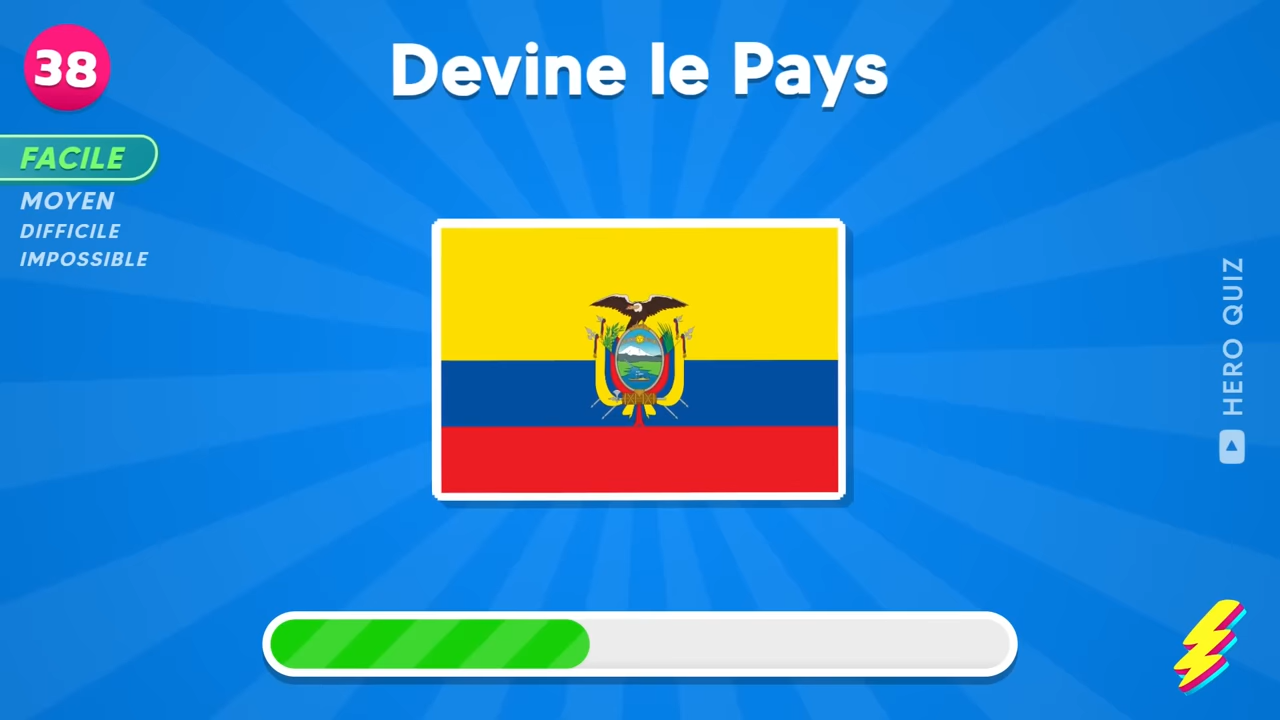 38
Devine le Pays
FACILE
MOYEN
DIFFICILE
IMPOSSIBLE
HERO QUIZ